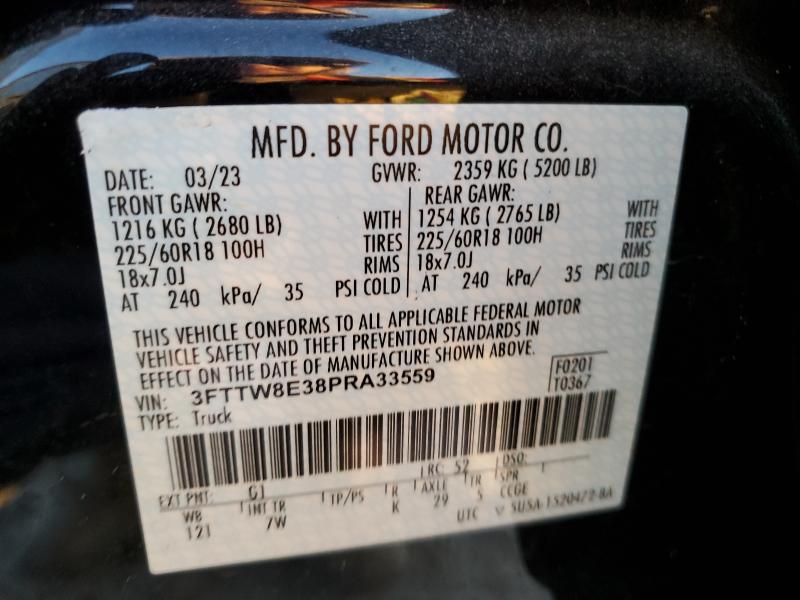 MFD. BY FORD MOTOR CO.
DATE: 03/23 GVWR: 2359 KG ( 5200 LB)
FRONT GAWR: REAR GAWR:
1216 KG ( 2680 LB) WITH 1254 KG ( 2765 LB) WITH
225/60R18 100H TIRES 225/60R18 100H TIRES
18x7.0J RIMS 18x7.0J RIMS
AT 240 kPa/ 35 PSI COLD AT 240 kPa/ 35 PSI COLD
THIS VEHICLE CONFORMS TO ALL APPLICABLE FEDERAL MOTOR
VEHICLE SAFETY AND THEFT PREVENTION STANDARDS IN
EFFECT ON THE DATE OF MANUFACTURE SHOWN ABOVE.
VIN: 3FTTW8E38PRA33559 F0201
TYPE: Truck T0367
RC: 52 DSO:
EXT PNT: G1 TP/PS R AXLE TR SPR
W8 INT TR K 29 5 CCGE
121 7W UTC